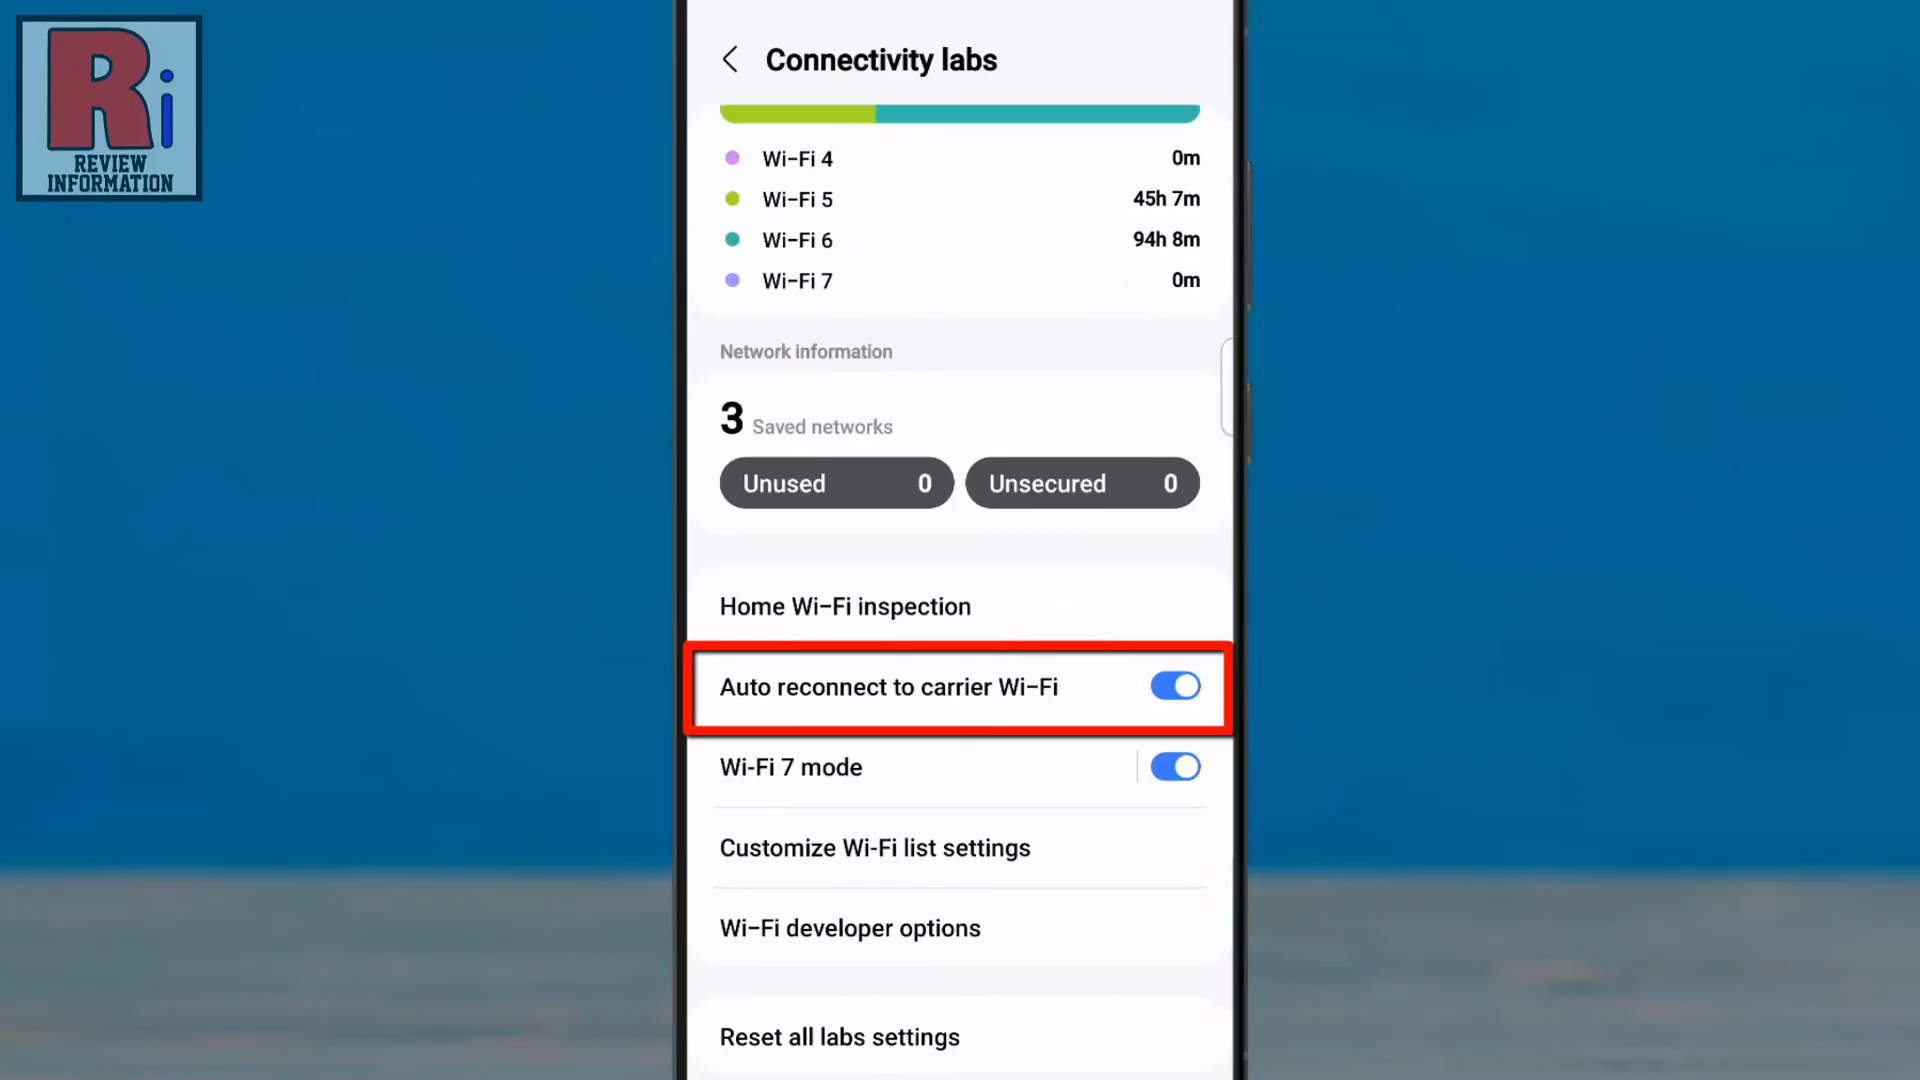 Ri
REVIEW
INFORMATION
Connectivity labs
Wi-Fi 4 0m
Wi-Fi 5 45h 7m
Wi-Fi 6 94h 8m
Wi-Fi 7 0m
Network information
3 Saved networks
Unused 0 Unsecured 0
Home Wi-Fi inspection
Auto reconnect to carrier Wi-Fi
Wi-Fi 7 mode
Customize Wi-Fi list settings
Wi-Fi developer options
Reset all labs settings